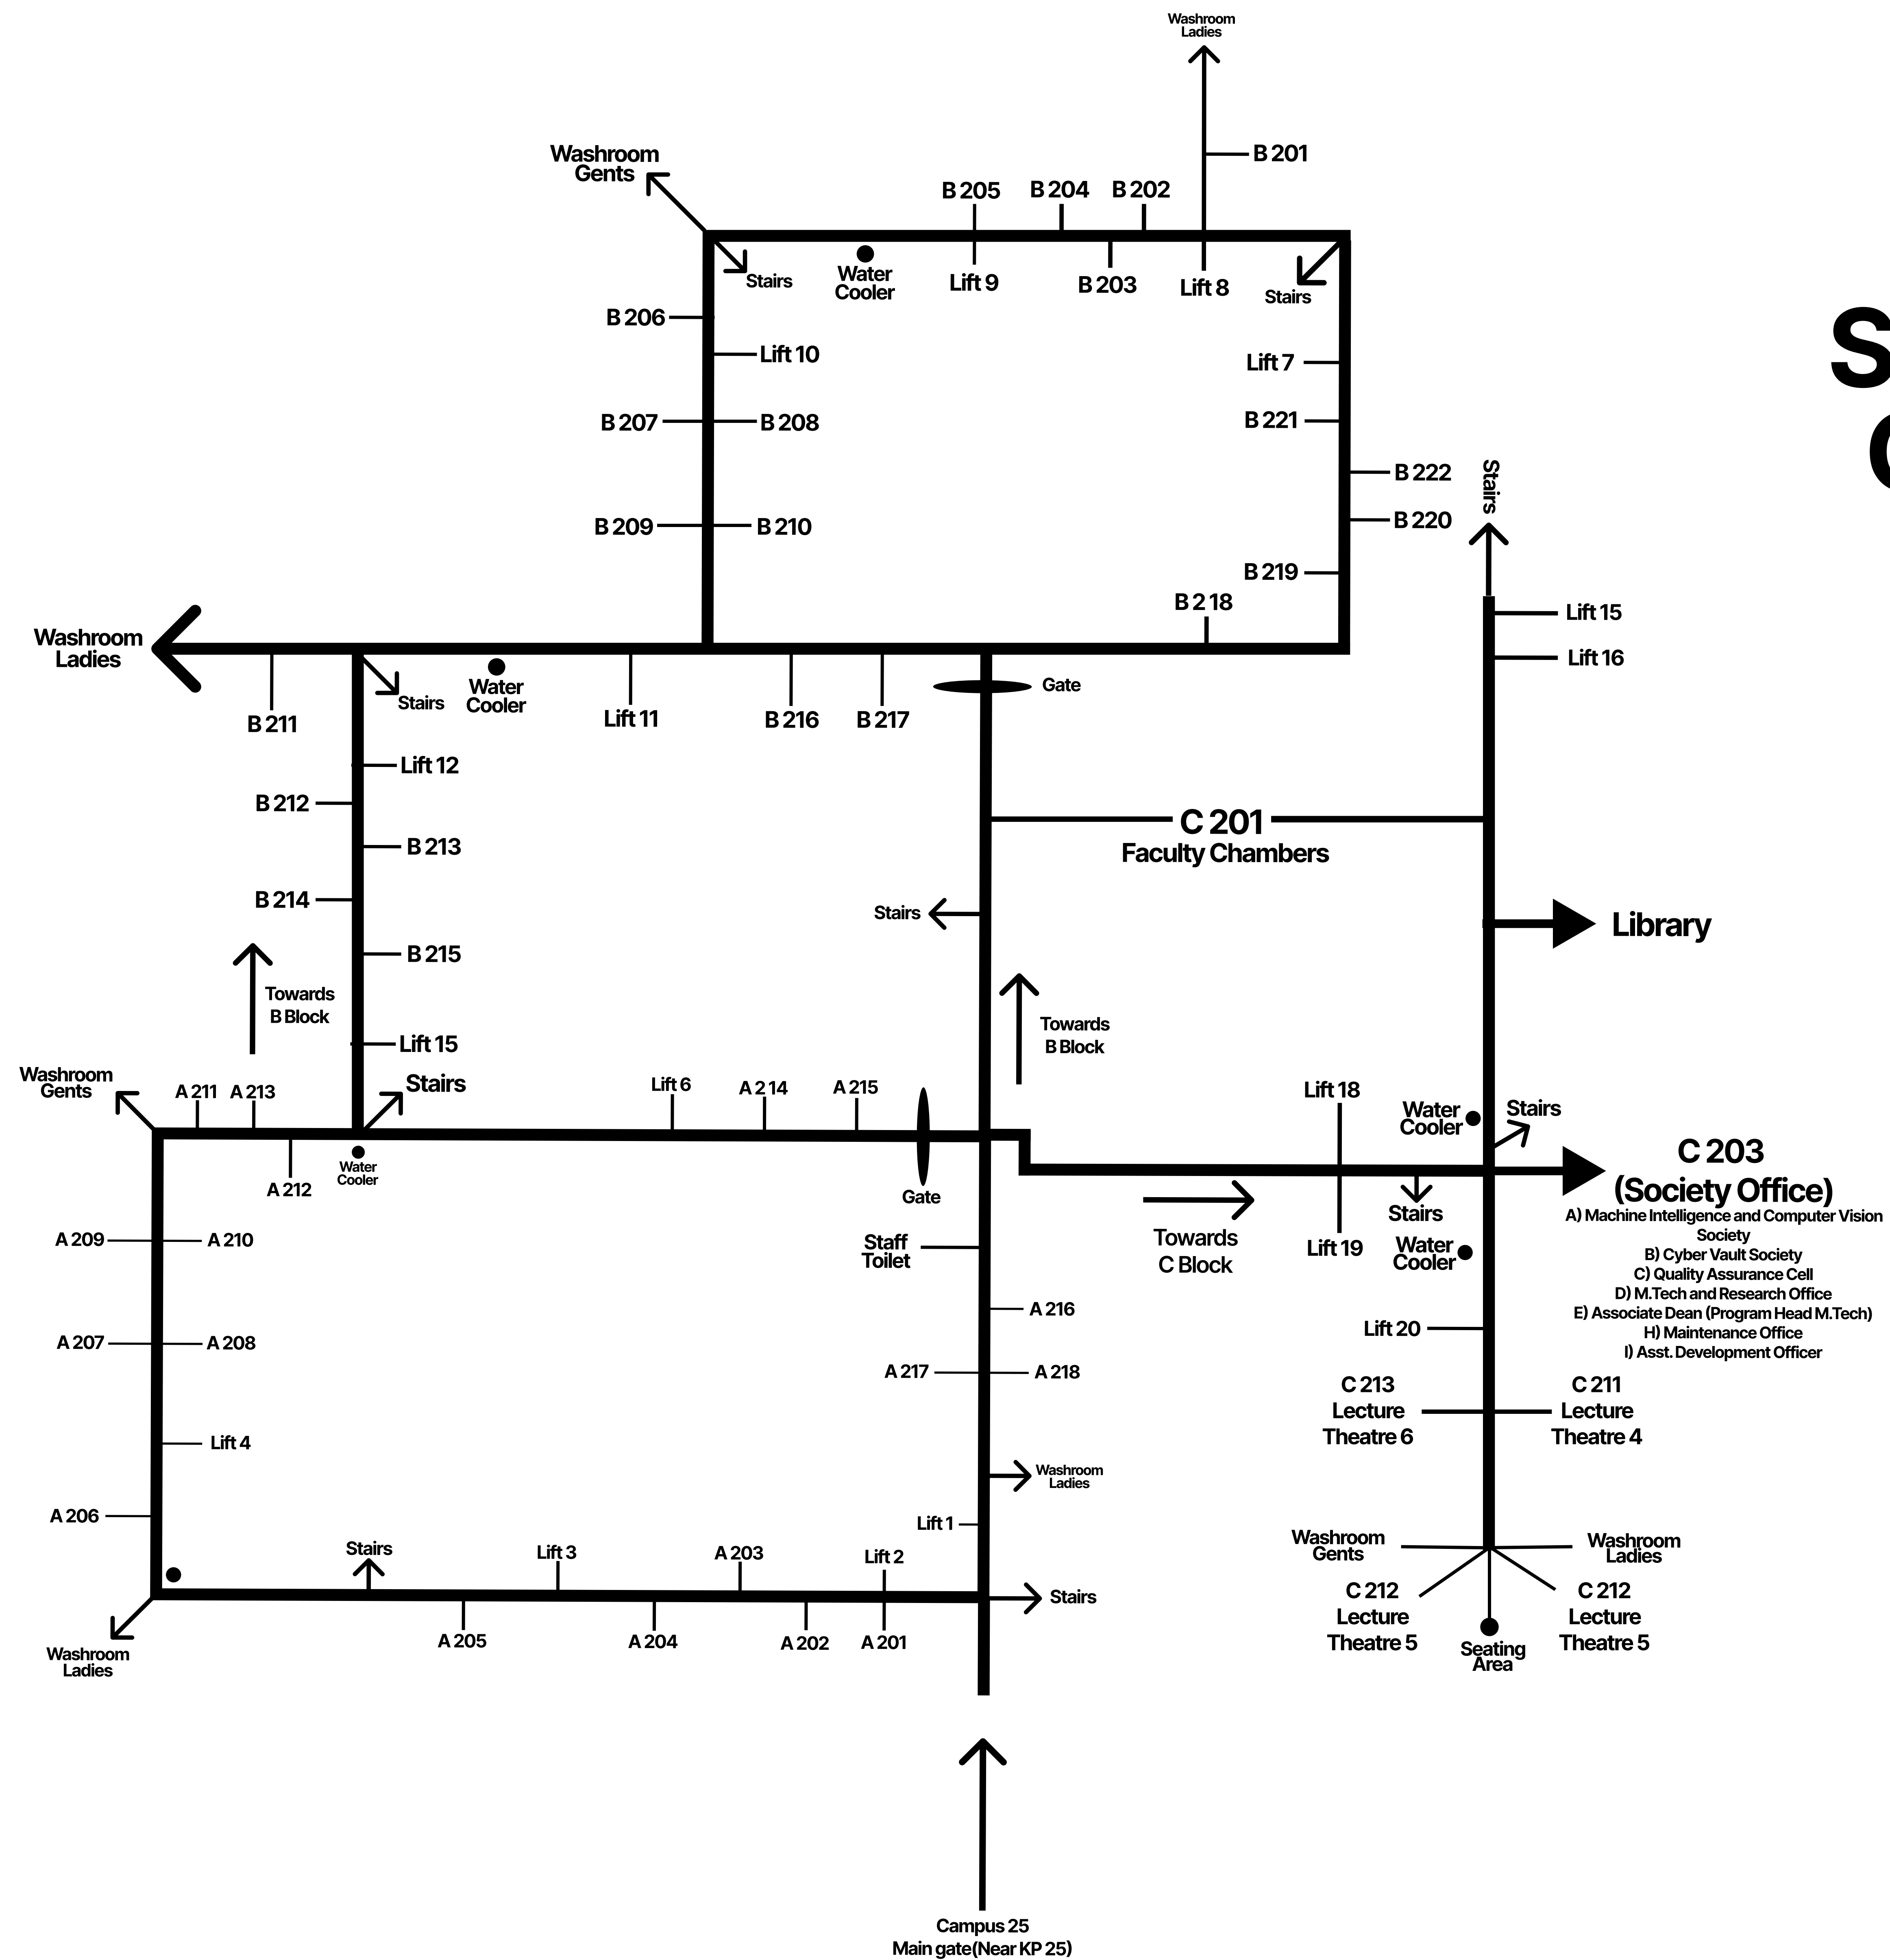 Washroom
Ladies
B 201
Washroom
Gents
B 205
B 204
B 202
Stairs
Water
Cooler
Lift 9
B 203
Lift 8
Stairs
S
B 206
Lift 10
Lift 7
B 207
B 208
B 221
B 222
Stairs
B 209
B 210
B 220
B 219
B 2 18
Lift 15
Washroom
Ladies
Lift 16
Stairs
Water
Cooler
Gate
B 211
Lift 11
B 216
B 217
Lift 12
B 212
C 201
Faculty Chambers
B 213
B 214
Stairs
Library
B 215
Towards
B Block
Towards
B Block
Lift 15
Washroom
Gents
A 211
A 213
Stairs
Lift 6
A 2 14
A 215
Lift 18
Water
Cooler
Stairs
Water
Cooler
A 212
Gate
C 203
(Society Office)
A) Machine Intelligence and Computer Vision
Society
B) Cyber Vault Society
C) Quality Assurance Cell
D) M.Tech and Research Office
E) Associate Dean (Program Head M.Tech)
H) Maintenance Office
I) Asst. Development Officer
Stairs
A 209
A 210
Staff
Toilet
Towards
C Block
Lift 19
Water
Cooler
A 216
Lift 20
A 207
A 208
A 217
A 218
C 213
Lecture
Theatre 6
C 211
Lecture
Theatre 4
Lift 4
Washroom
Ladies
A 206
Lift 1
Stairs
Lift 3
A 203
Lift 2
Washroom
Gents
Washroom
Ladies
Stairs
C 212
Lecture
Theatre 5
C 212
Lecture
Theatre 5
A 205
A 204
A 202
A 201
Washroom
Ladies
Seating
Area
Campus 25
Main gate(Near KP 25)